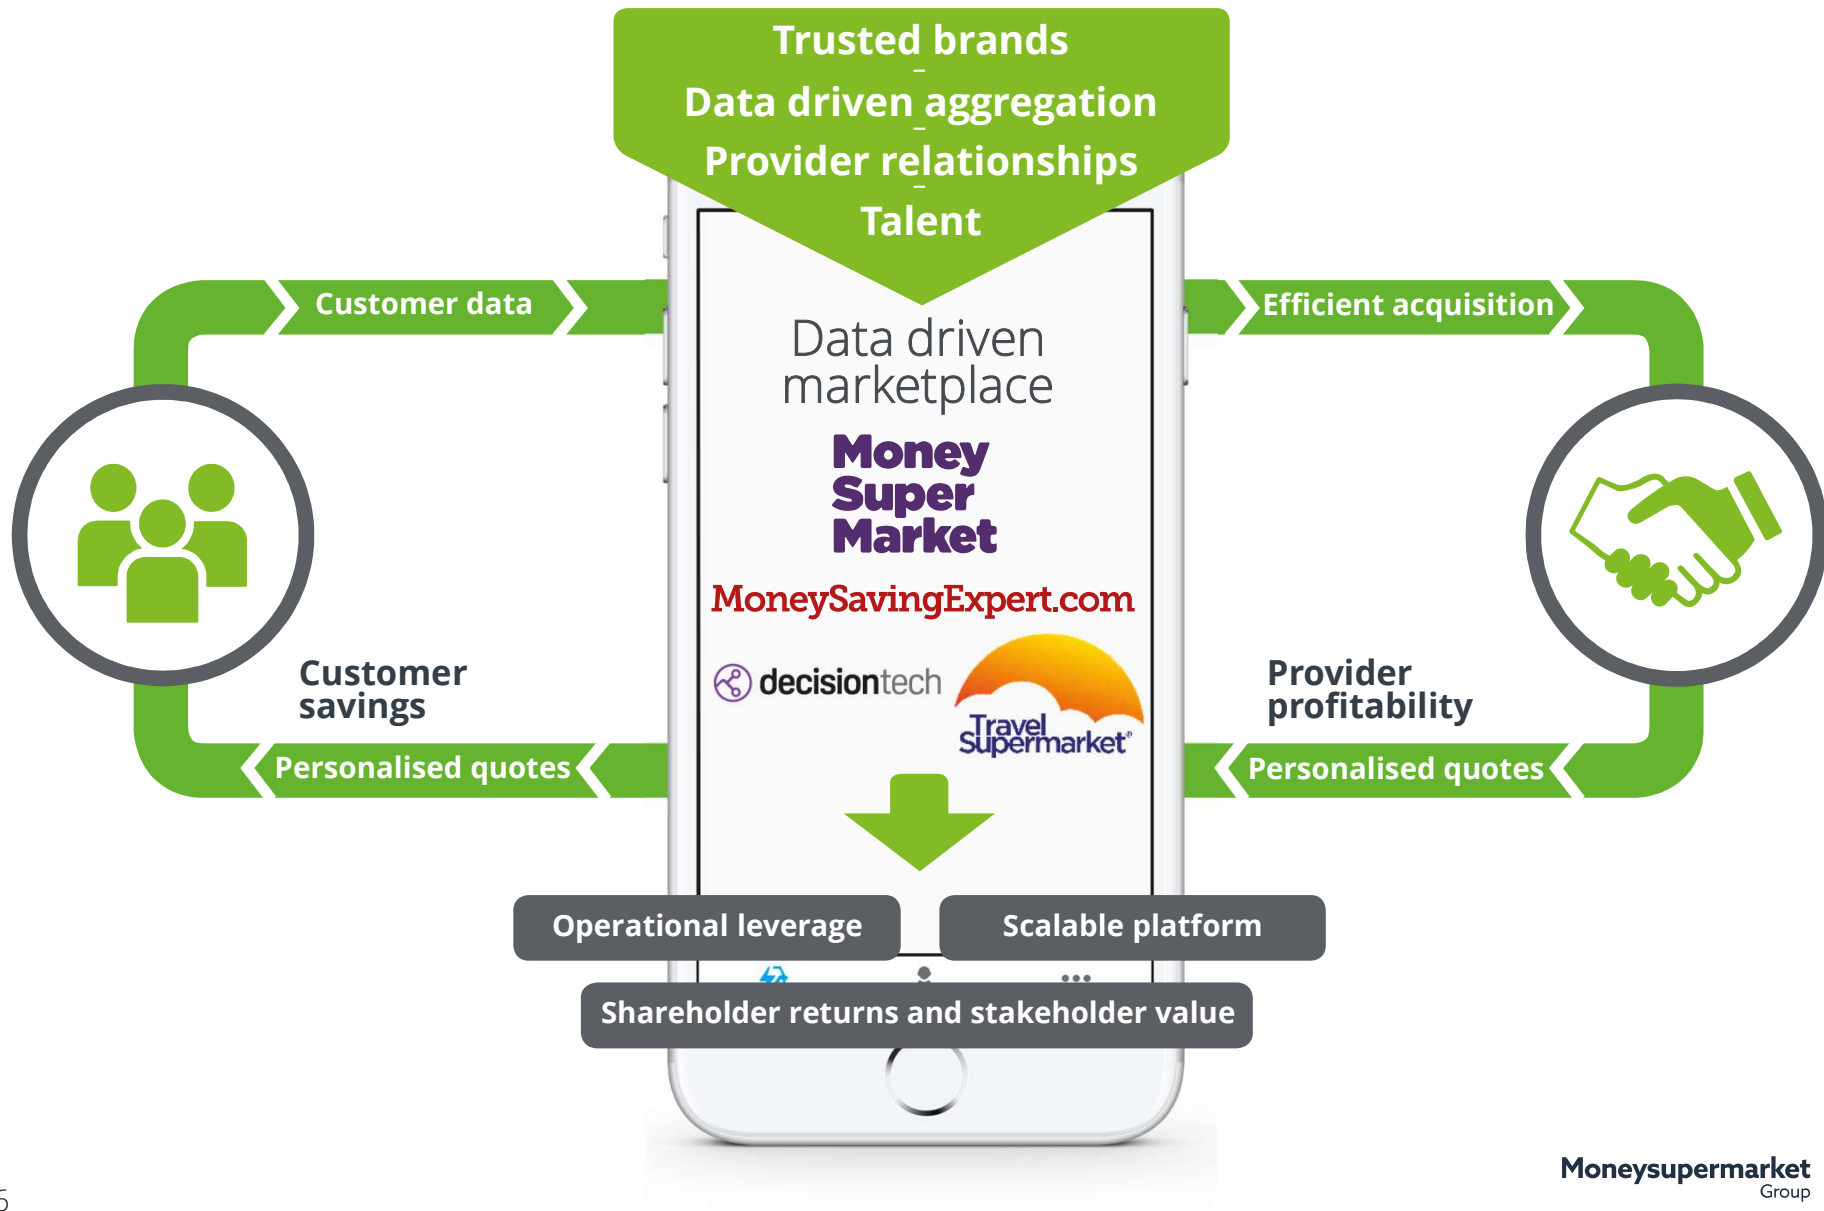 Trusted brands
–
Data driven aggregation
–
Provider relationships
–
Talent
Customer data
Efficient acquisition
Data driven
marketplace
Money
Super
Market
MoneySavingExpert.com
decisiontech
Travel
Supermarket®
Customer
savings
Provider
profitability
Personalised quotes
Personalised quotes
Operational leverage
Scalable platform
Shareholder returns and stakeholder value
Moneysupermarket
Group
6